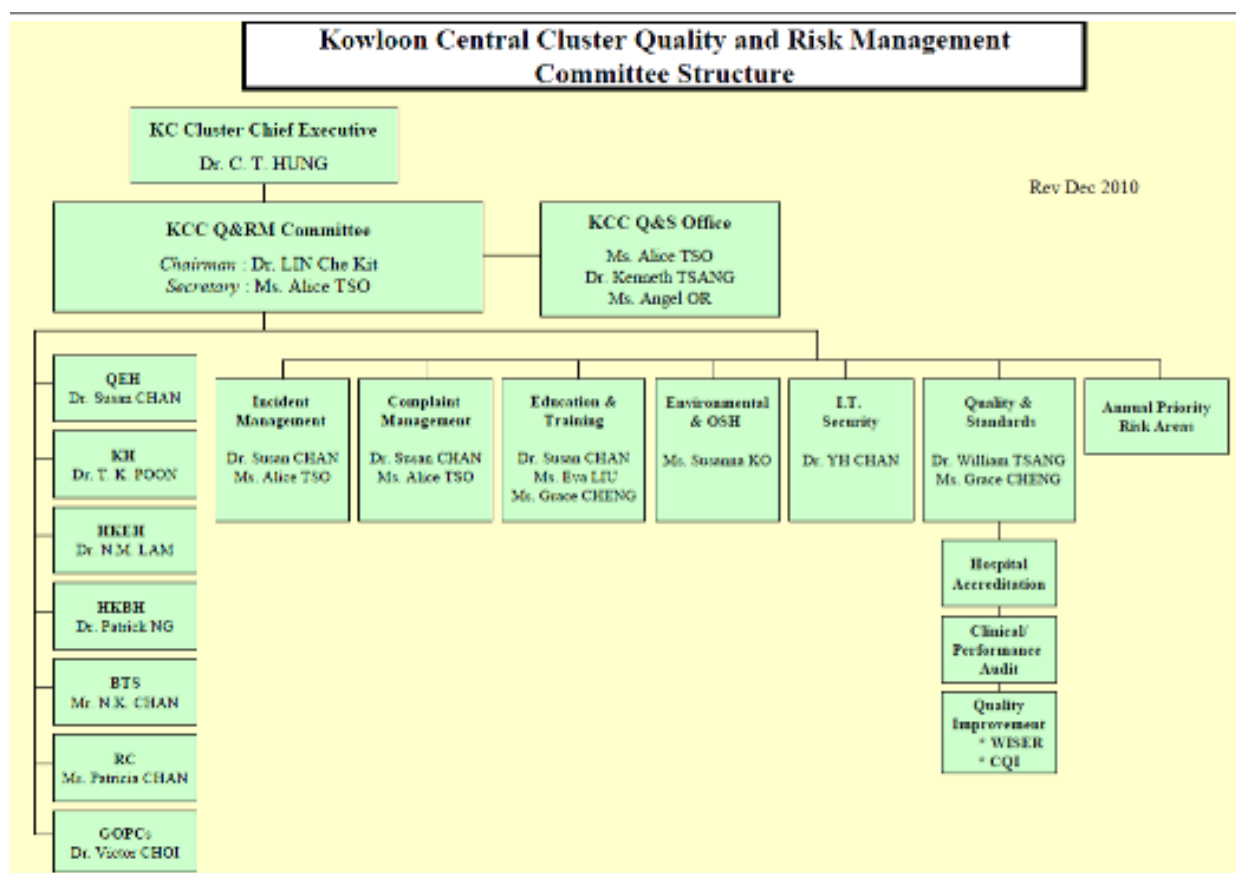 Kowloon Central Cluster Quality and Risk Management
Committee Structure
KC Cluster Chief Executive
Dr. C. T. HUNG
Rev Dec 2010
KCC Q&RM Committee
Chairman : Dr. LIN Che Kit
Secretary : Ms. Alice TSO
KCC Q&S Office
Ms. Alice TSO
Dr. Kenneth TSANG
Ms. Angel OR
QEH
Dr. Susan CHAN
KH
Dr. T. K. POON
HKEH
Dr. N.M. LAM
HKBH
Dr. Patrick NG
BTS
Mr. N.K. CHAN
RC
Ms. Patricia CHAN
GOPCs
Dr. Victor CHOI
Incident
Management
Dr. Susan CHAN
Ms. Alice TSO
Complaint
Management
Dr. Susan CHAN
Ms. Alice TSO
Education &
Training
Dr. Susan CHAN
Ms. Eva LIU
Ms. Grace CHENG
Environmental
& OSH
Ms. Susanna KO
I.T.
Security
Dr. YH CHAN
Quality &
Standards
Dr. William TSANG
Ms. Grace CHENG
Hospital
Accreditation
Clinical/
Performance
Audit
Quality
Improvement
* WISER
* CQI
Annual Priority
Risk Areas